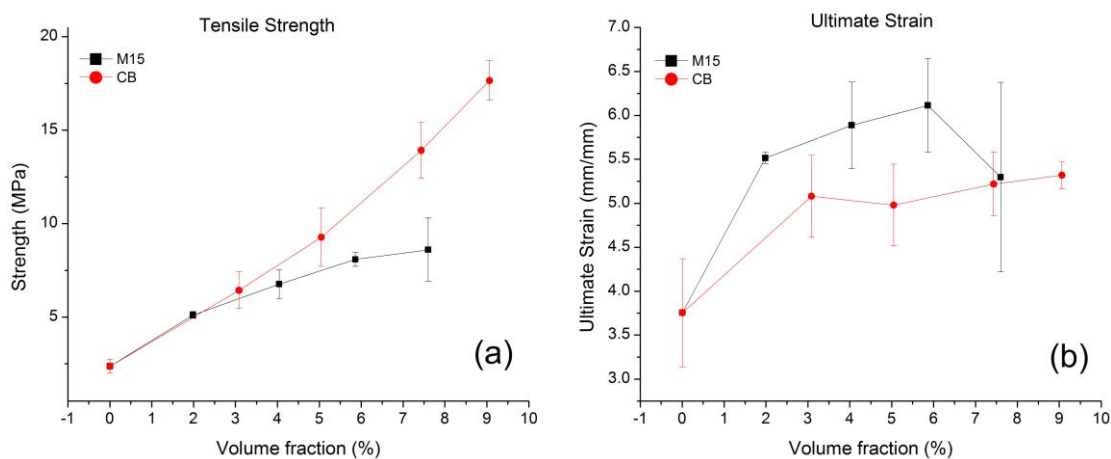 Tensile Strength
M15
CB
20
15
10
5
Strength (MPa)
(a)
-1 0 1 2 3 4 5 6 7 8 9 10
Volume fraction (%)
Ultimate Strain
M15
CB
7.0
6.5
6.0
5.5
5.0
4.5
4.0
3.5
3.0
Ultimate Strain (mm/mm)
(b)
-1 0 1 2 3 4 5 6 7 8 9 10
Volume fraction (%)